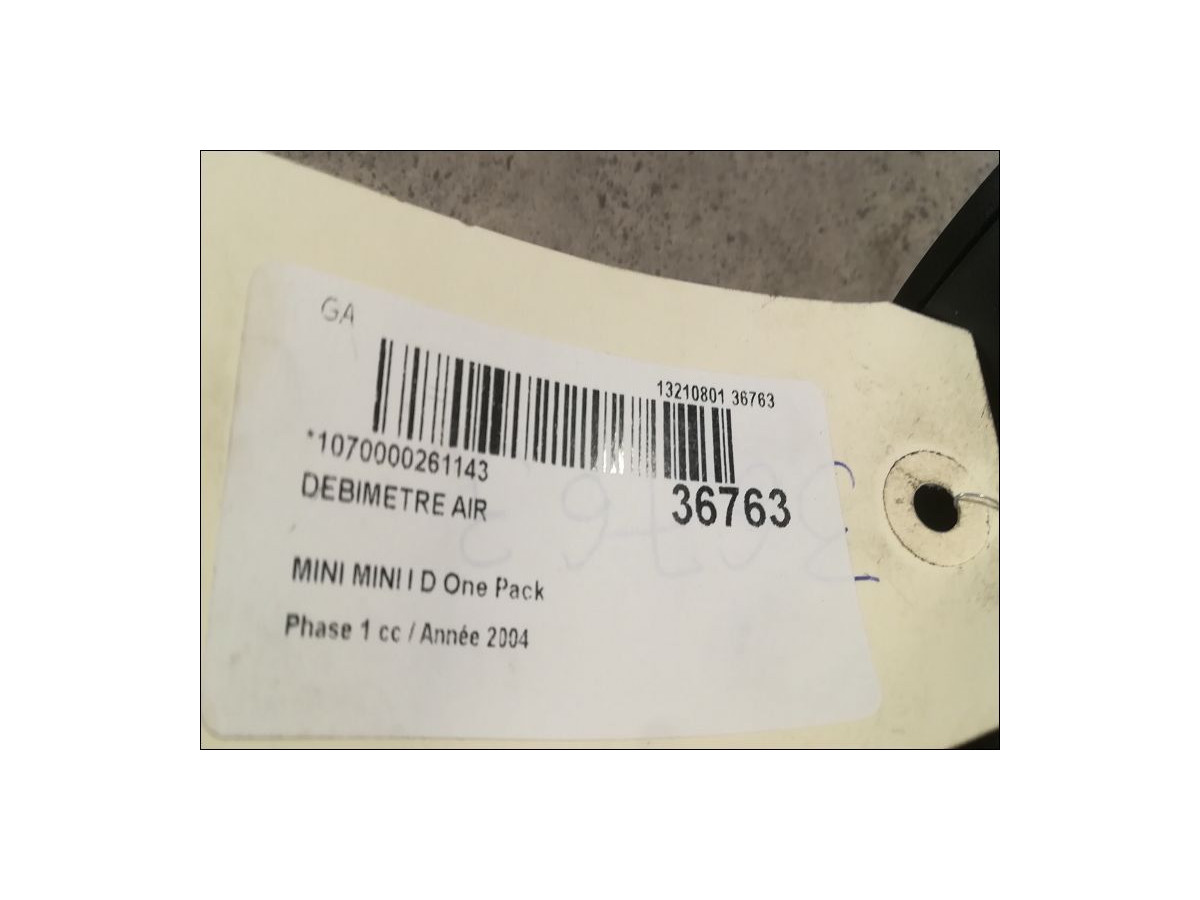 GA
13210801 36763
*1070000261143
36763
DEBIMETRE AIR
MINI MINI I D One Pack
Phase 1 cc / Année 2004